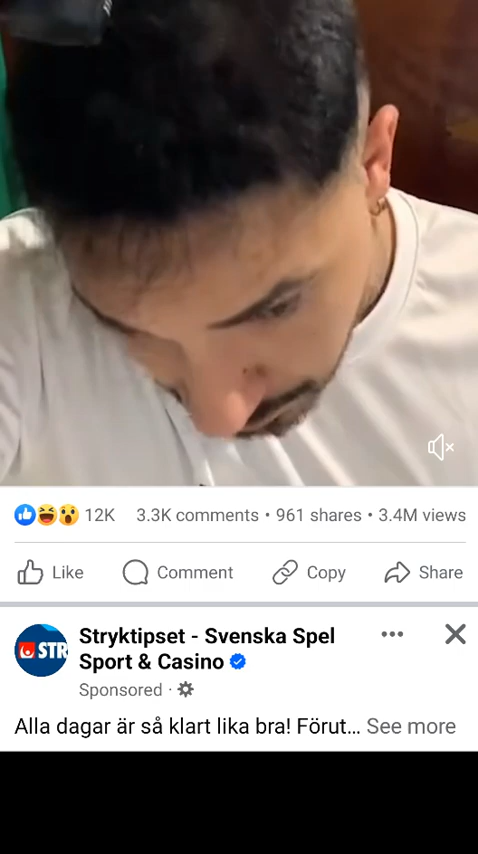 12K 3.3K comments • 961 shares • 3.4M views
Like Comment Copy Share
Stryktipset - Svenska Spel
Sport & Casino
STR
Sponsored ·
Alla dagar är så klart lika bra! Förut... See more